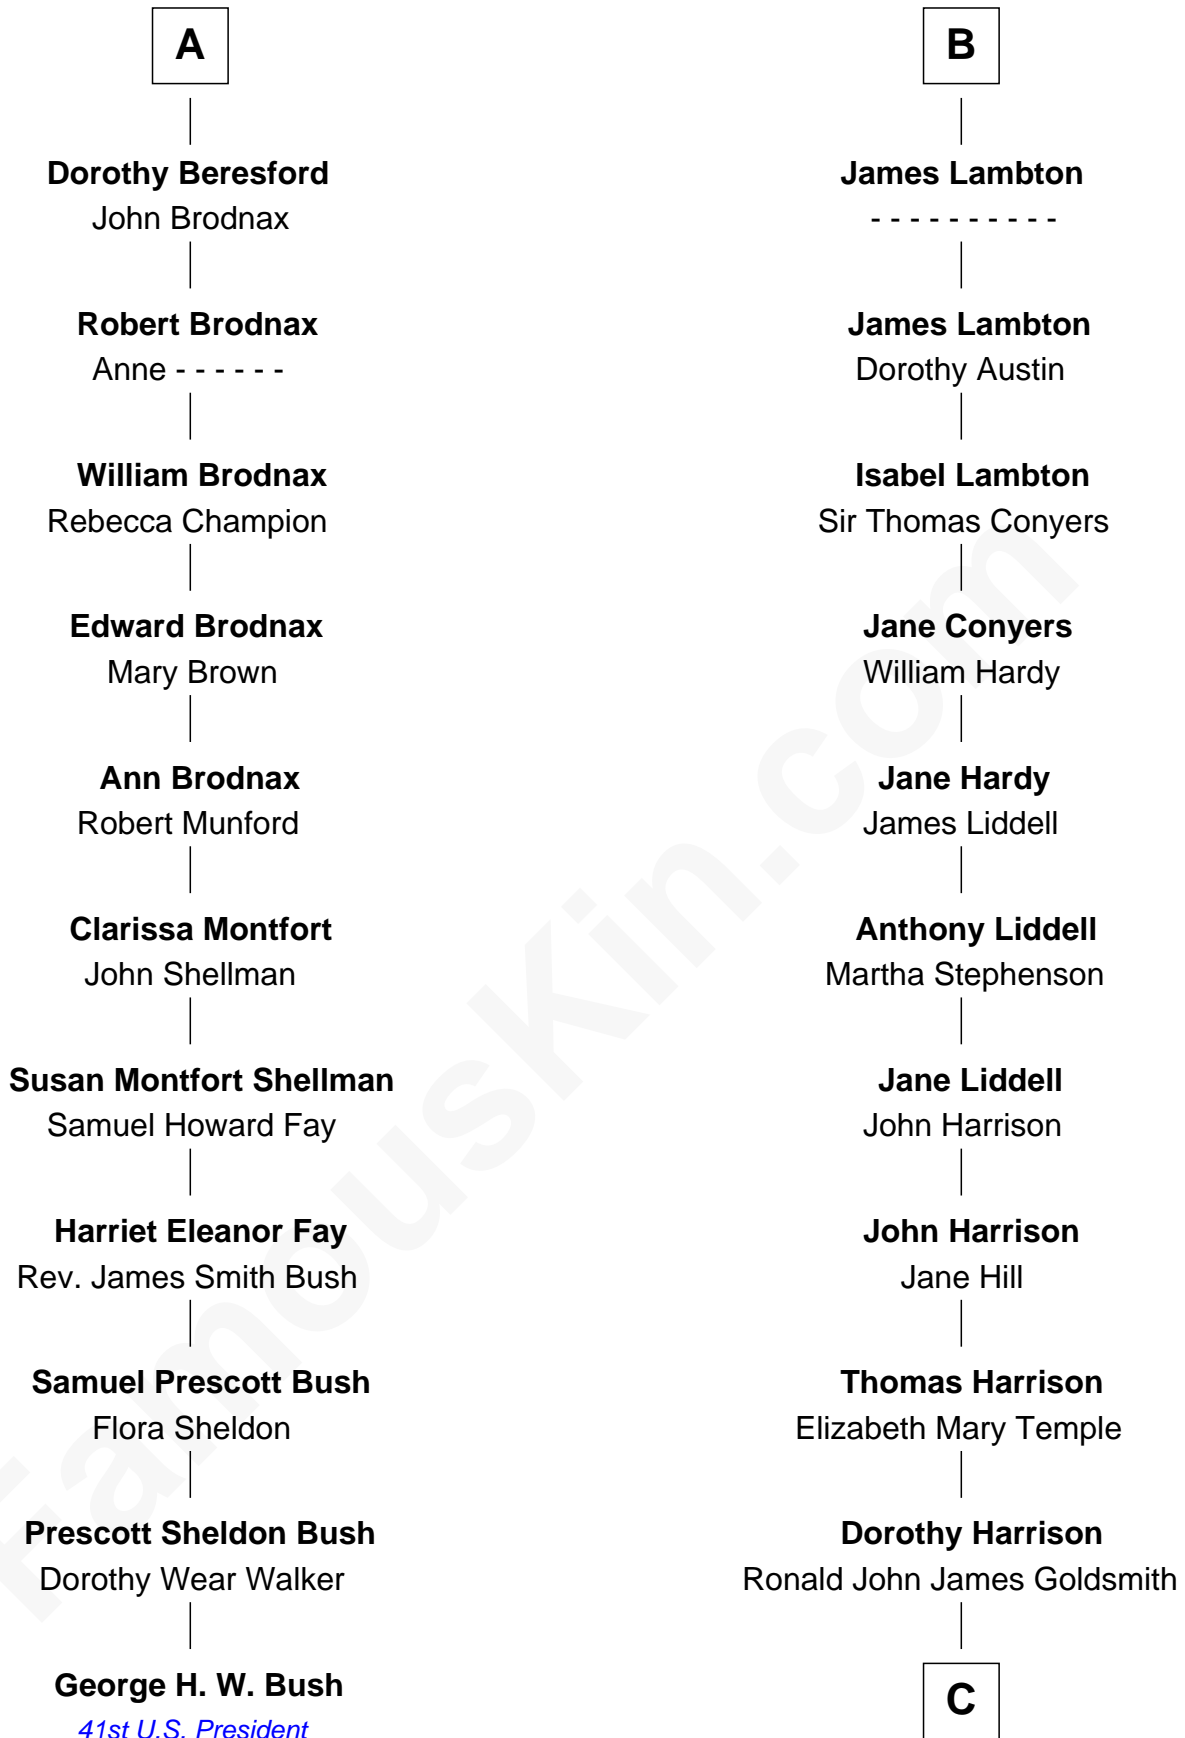 A
Dorothy Beresford
John Brodnax
Robert Brodnax
Anne - - - - - -
William Brodnax
Rebecca Champion
Edward Brodnax
Mary Brown
Ann Brodnax
Robert Munford
Clarissa Montfort
John Shellman
Susan Montfort Shellman
Samuel Howard Fay
Harriet Eleanor Fay
Rev. James Smith Bush
Samuel Prescott Bush
Flora Sheldon
Prescott Sheldon Bush
Dorothy Wear Walker
George H. W. Bush
41st U.S. President
B
James Lambton
- - - - - - - - - -
James Lambton
Dorothy Austin
Isabel Lambton
Sir Thomas Conyers
Jane Conyers
William Hardy
Jane Hardy
James Liddell
Anthony Liddell
Martha Stephenson
Jane Liddell
John Harrison
John Harrison
Jane Hill
Thomas Harrison
Elizabeth Mary Temple
Dorothy Harrison
Ronald John James Goldsmith
C
FamousKin.com